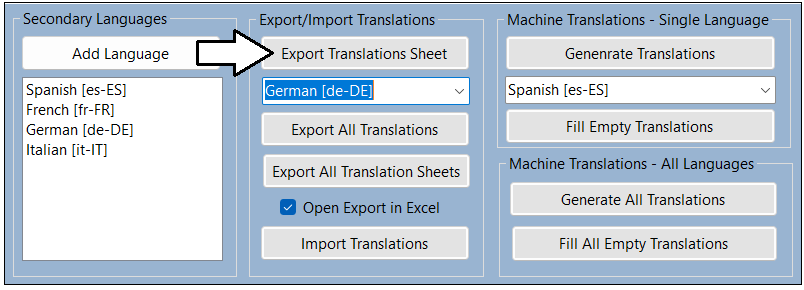 Secondary Languages
Add Language
Spanish [es-ES]
French [fr-FR]
German [de-DE]
Italian [it-IT]
Export/Import Translations
Export Translations Sheet
German [de-DE]
Export All Translations
Export All Translation Sheets
Open Export in Excel
Import Translations
Machine Translations - Single Language
Genenrate Translations
Spanish [es-ES]
Fill Empty Translations
Machine Translations - All Languages
Generate All Translations
Fill All Empty Translations